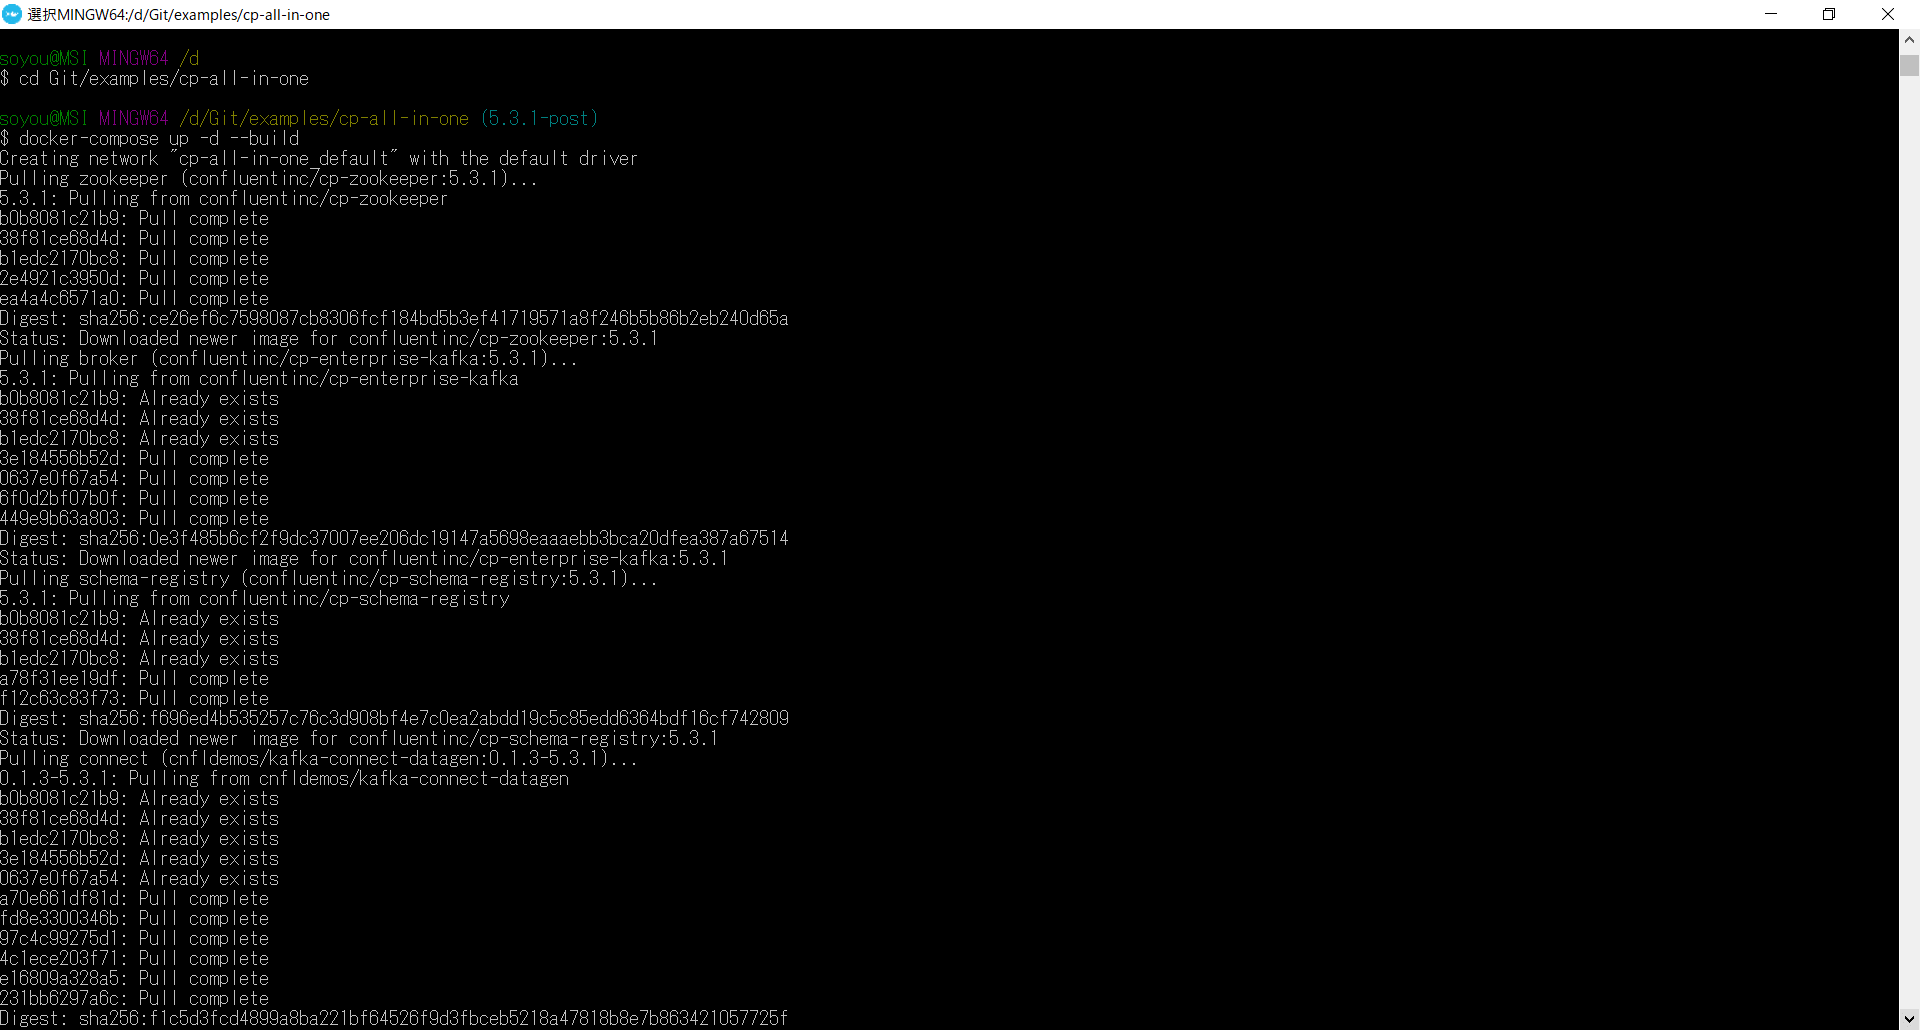 選択MINGW64:/d/Git/examples/cp-all-in-one
soyou@MSI MINGW64 /d
$ cd Git/examples/cp-all-in-one
soyou@MSI MINGW64 /d/Git/examples/cp-all-in-one (5.3.1-post)
$ docker-compose up -d --build
Creating network "cp-all-in-one_default" with the default driver
Pulling zookeeper (confluentinc/cp-zookeeper:5.3.1)...
5.3.1: Pulling from confluentinc/cp-zookeeper
b0b8081c21b9: Pull complete
38f81ce68d4d: Pull complete
b1edc2170bc8: Pull complete
2e4921c3950d: Pull complete
ea4a4c6571a0: Pull complete
Digest: sha256:ce26ef6c7598087cb8306fcf184bd5b3ef41719571a8f246b5b86b2eb240d65a
Status: Downloaded newer image for confluentinc/cp-zookeeper:5.3.1
Pulling broker (confluentinc/cp-enterprise-kafka:5.3.1)...
5.3.1: Pulling from confluentinc/cp-enterprise-kafka
b0b8081c21b9: Already exists
38f81ce68d4d: Already exists
b1edc2170bc8: Already exists
3e184556b52d: Pull complete
0637e0f67a54: Pull complete
6f0d2bf07b0f: Pull complete
449e9b63a803: Pull complete
Digest: sha256:0e3f485b6cf2f9dc37007ee206dc19147a5698eaaaebb3bca20dfea387a67514
Status: Downloaded newer image for confluentinc/cp-enterprise-kafka:5.3.1
Pulling schema-registry (confluentinc/cp-schema-registry:5.3.1)...
5.3.1: Pulling from confluentinc/cp-schema-registry
b0b8081c21b9: Already exists
38f81ce68d4d: Already exists
b1edc2170bc8: Already exists
a78f31ee19df: Pull complete
f12c63c83f73: Pull complete
Digest: sha256:f696ed4b535257c76c3d908bf4e7c0ea2abdd19c5c85edd6364bdf16cf742809
Status: Downloaded newer image for confluentinc/cp-schema-registry:5.3.1
Pulling connect (cnfldemos/kafka-connect-datagen:0.1.3-5.3.1)...
0.1.3-5.3.1: Pulling from cnfldemos/kafka-connect-datagen
b0b8081c21b9: Already exists
38f81ce68d4d: Already exists
b1edc2170bc8: Already exists
3e184556b52d: Already exists
0637e0f67a54: Already exists
a70e661df81d: Pull complete
fd8e3300346b: Pull complete
97c4c99275d1: Pull complete
4c1ece203f71: Pull complete
e16809a328a5: Pull complete
231bb6297a6c: Pull complete
Digest: sha256:f1c5d3fcd4899a8ba221bf64526f9d3fbceb5218a47818b8e7b863421057725f